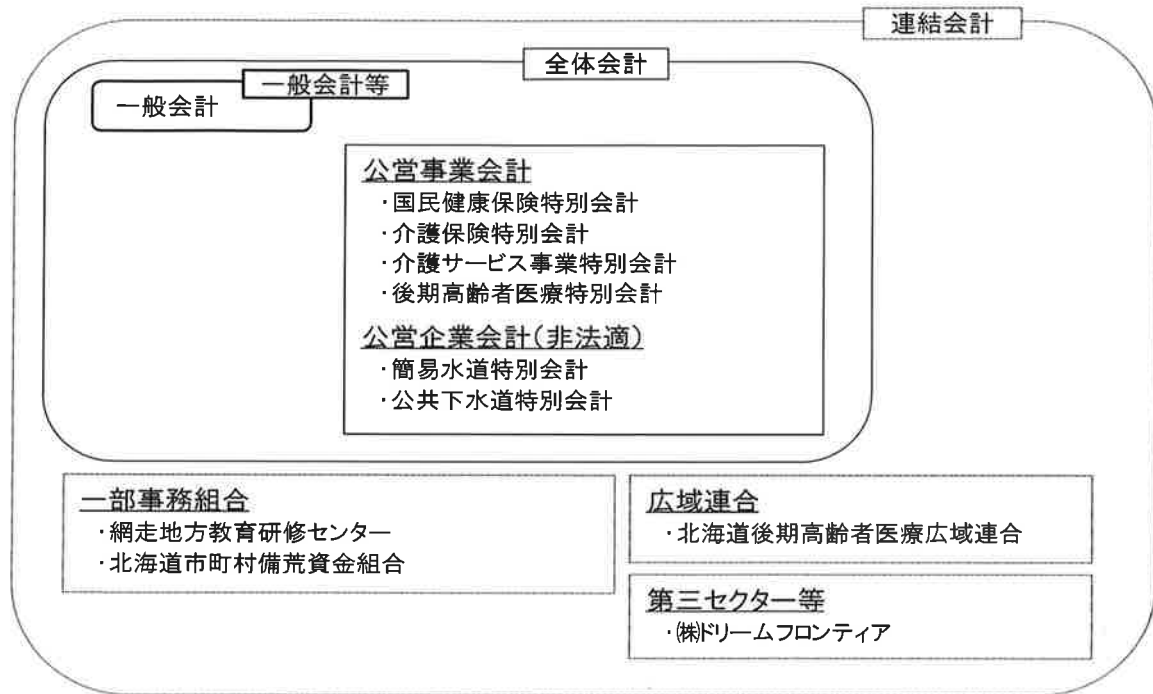 連結会計
全体会計
一般会計等
一般会計
公営事業会計
・国民健康保険特別会計
・介護保険特別会計
・介護サービス事業特別会計
・後期高齢者医療特別会計
公営企業会計(非法適)
・簡易水道特別会計
・公共下水道特別会計
一部事務組合
・網走地方教育研修センター
・北海道市町村備荒資金組合
広域連合
・北海道後期高齢者医療広域連合
第三セクター等
・㈱ドリームフロンティア